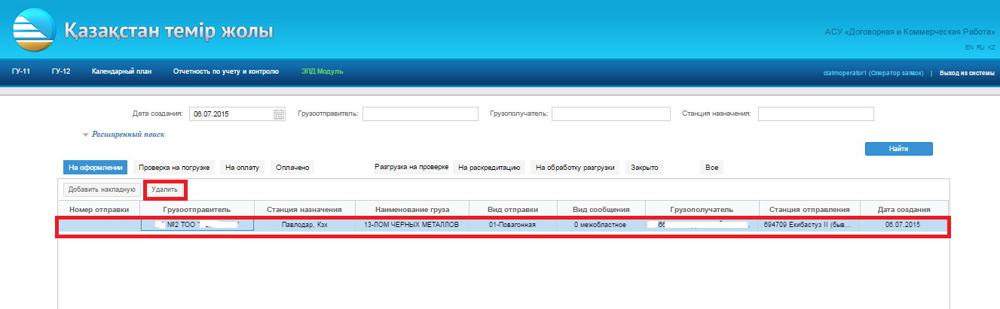 Қазақстан темір жолы
АСУ «Договорная и Коммерческая Работа»
EN RU KZ
ГУ-11 ГУ-12 Календарный план Отчетность по учету и контролю ЭПД Модуль claimoperator1 (Оператор заявок) | Выход из системы
Дата создания: 06.07.2015 Грузоотправитель: Грузополучатель: Станция назначения:
Расширенный поиск
Найти
На оформлении Проверка на погрузке На оплату Оплачено Разгрузка на проверке На раскредитацию На обработку разгрузки Закрыто Все
Добавить накладную Удалить
Номер отправки Грузоотправитель Станция назначения Наименование груза Вид отправки Вид сообщения Грузополучатель Станция отправления Дата создания
№2 ТОО " " Павлодар, Кзх 13-ЛОМ ЧЕРНЫХ МЕТАЛЛОВ 01-Повагонная 0 межобластное 694709 Екибастуз II (быв... 06.07.2015